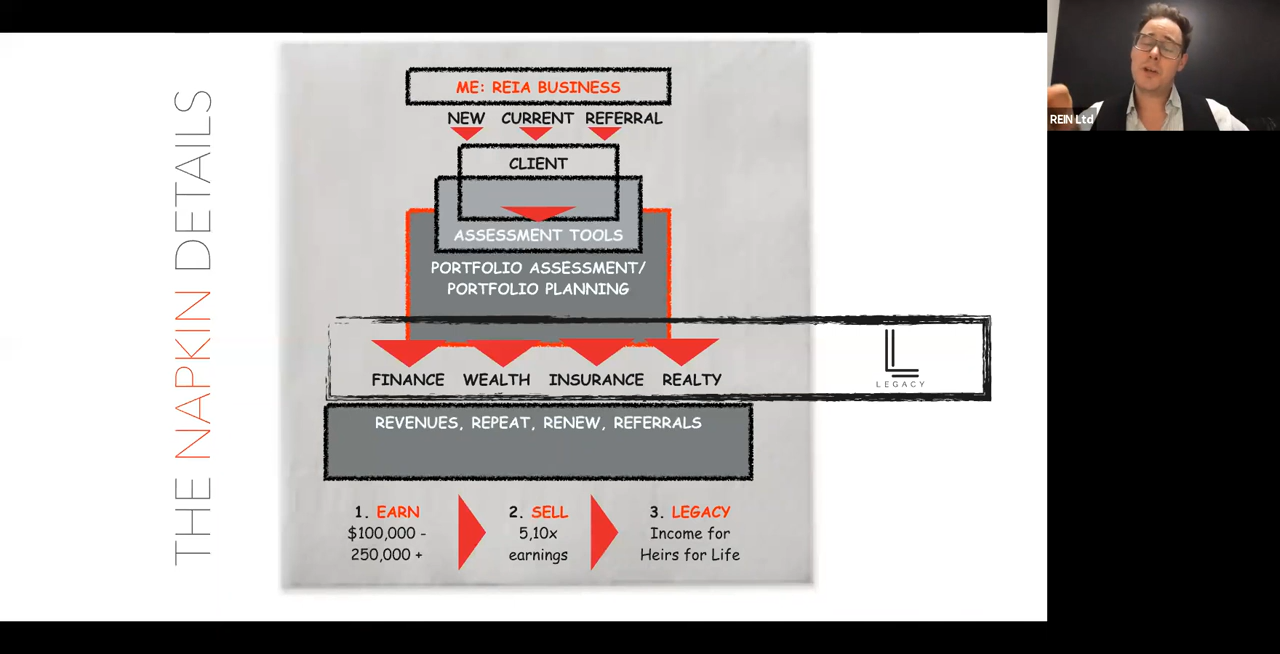 THE NAPKIN DETAILS
ME: REIA BUSINESS
NEW CURRENT REFERRAL
CLIENT
ASSESSMENT TOOLS
PORTFOLIO ASSESSMENT/
PORTFOLIO PLANNING
FINANCE WEALTH INSURANCE REALTY
LEGACY
REVENUES, REPEAT, RENEW, REFERRALS
1. EARN
$100,000 -
250,000 +
2. SELL
5,10x
earnings
3. LEGACY
Income for
Heirs for Life
REIN Ltd